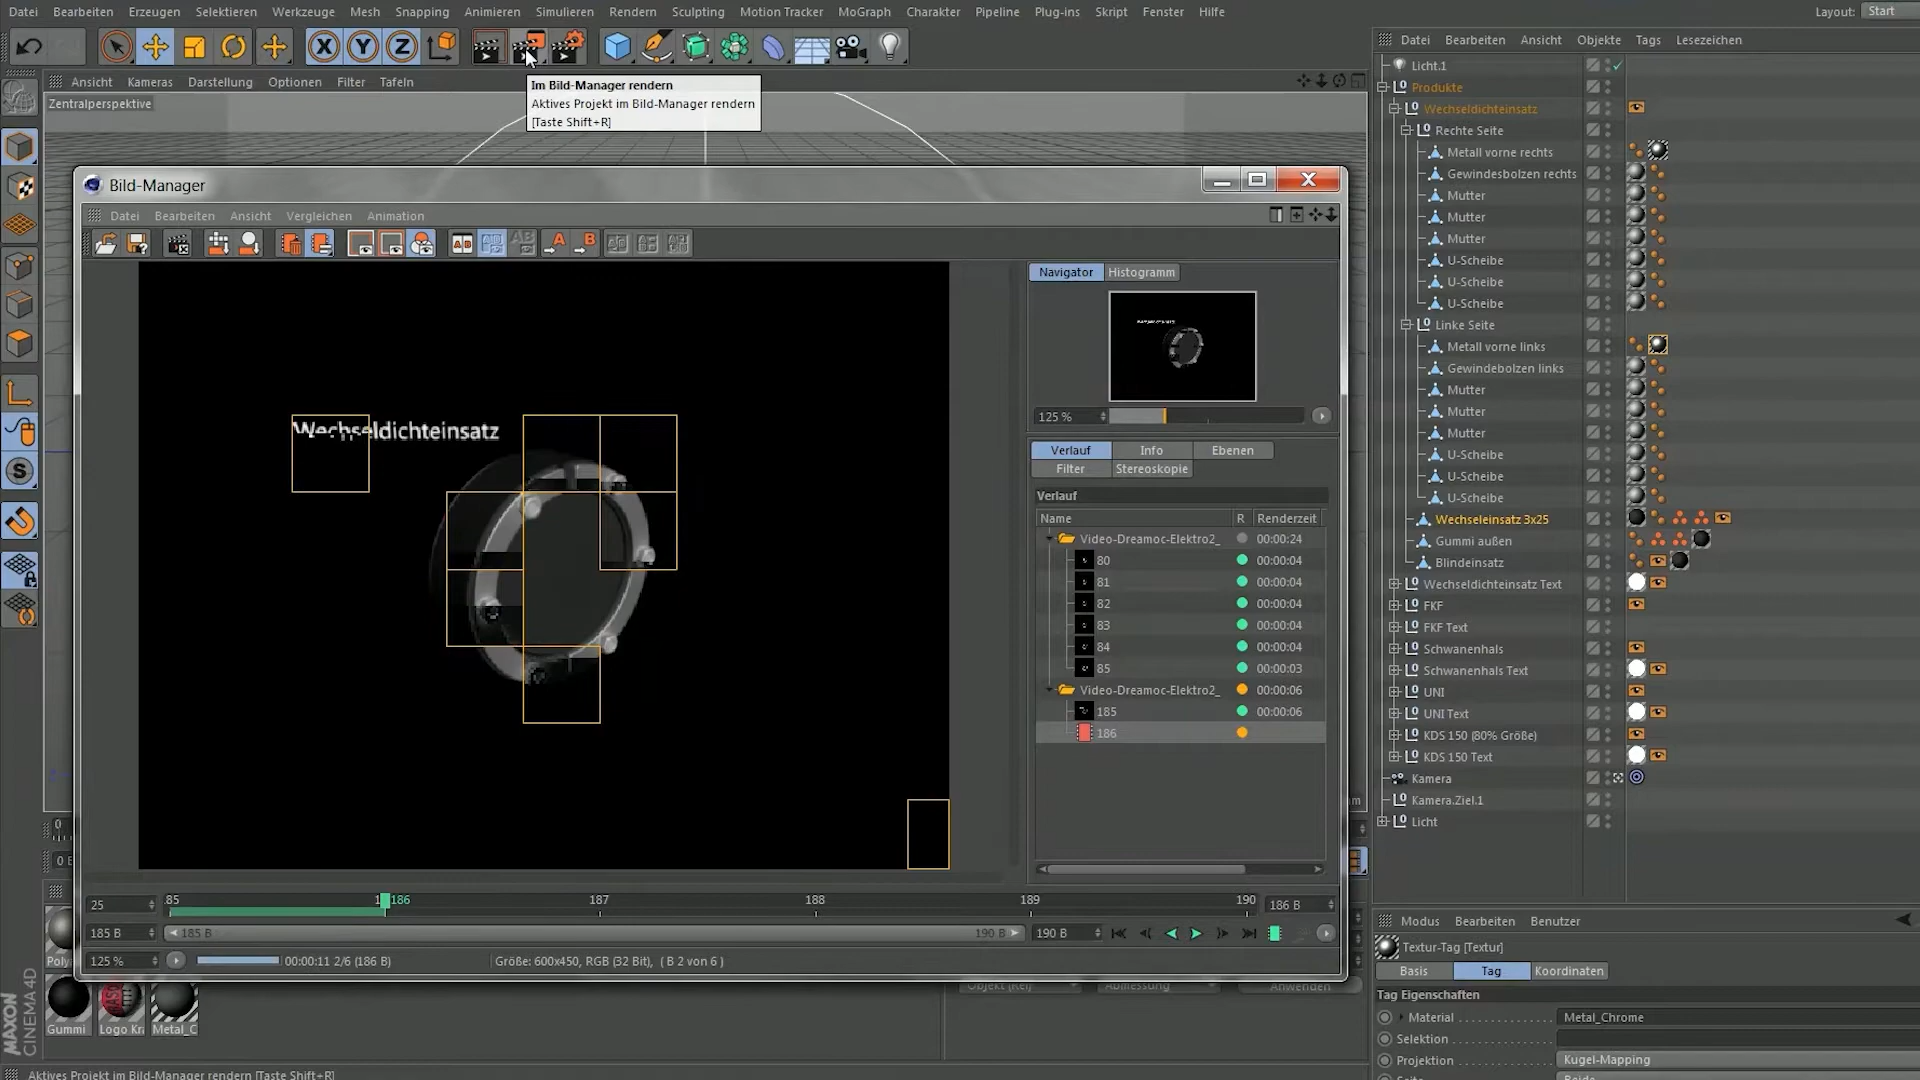 Datei Bearbeiten Erzeugen Selektieren Werkzeuge Mesh Snapping Animieren Simulieren Rendern Sculpting Motion Tracker MoGraph Charakter Pipeline Plug-ins Skript Fenster Hilfe Layout: Start
X Y Z
Datei Bearbeiten Ansicht Objekte Tags Lesezeichen
Ansicht Kameras Darstellung Optionen Filter Tafeln
Zentralperspektive
Im Bild-Manager rendern
Aktives Projekt im Bild-Manager rendern
[Taste Shift+R]
Licht.1
Produkte
Wechseldichteinsatz
Rechte Seite
Metall vorne rechts
Gewindesbolzen rechts
Mutter
Mutter
Mutter
U-Scheibe
U-Scheibe
U-Scheibe
Linke Seite
Metall vorne links
Gewindebolzen links
Mutter
Mutter
Mutter
U-Scheibe
U-Scheibe
U-Scheibe
Wechseleinsatz 3x25
Gummi außen
Blindeinsatz
Wechseldichteinsatz Text
FKF
FKF Text
Schwanenhals
Schwanenhals Text
UNI
UNI Text
KDS 150 (80% Größe)
KDS 150 Text
Kamera
Kamera.Ziel.1
Licht
Bild-Manager
Datei Bearbeiten Ansicht Vergleichen Animation
Navigator Histogramm
Wechseldichteinsatz
125 %
Verlauf Info Ebenen
Filter Stereoskopie
Verlauf
Name R Renderzeit
Video-Dreamoc-Elektro2_ 00:00:24
80 00:00:04
81 00:00:04
82 00:00:04
83 00:00:04
84 00:00:04
85 00:00:03
Video-Dreamoc-Elektro2_ 00:00:06
185 00:00:06
186
25 85 186 187 188 189 190 186 B
185 B 185 B 190 B 190 B
125 % 00:00:11 2/6 (186 B) Größe: 600x450, RGB (32 Bit), ( B 2 von 6 )
0
Objekt (Rel) Abmessung Anwenden
Gummi Logo Kra Metal_C
MAXON
CINEMA 4D
Aktives Projekt im Bild-Manager rendern [Taste Shift+R]
Modus Bearbeiten Benutzer
Textur-Tag [Textur]
Basis Tag Koordinaten
Tag Eigenschaften
Material Metal_Chrome
Selektion
Projektion Kugel-Mapping